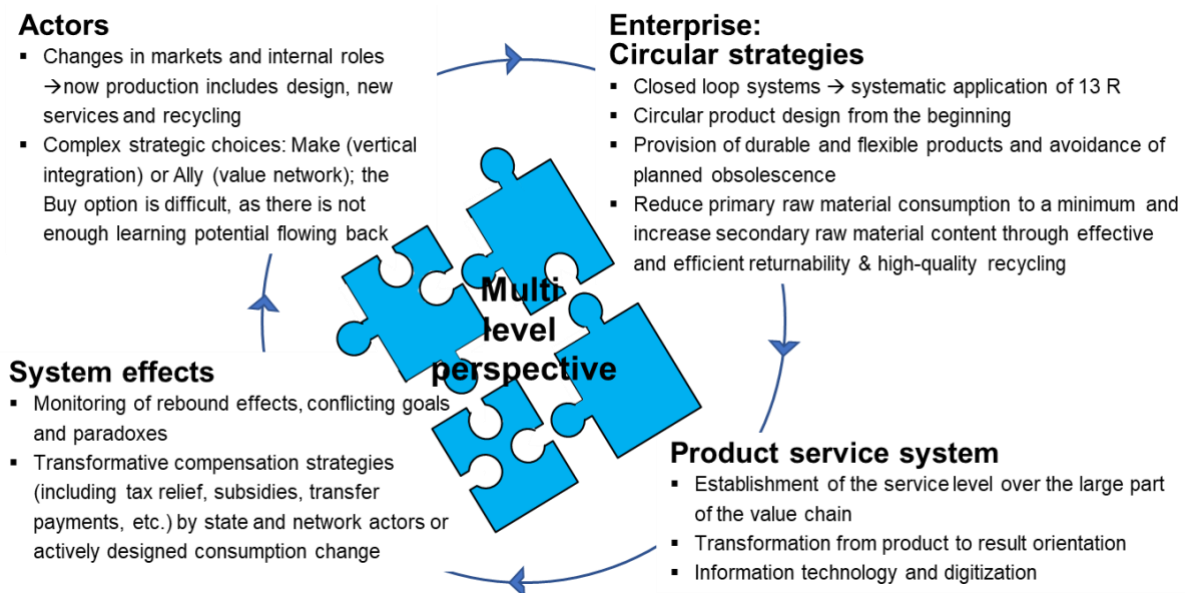 Actors
▪ Changes in markets and internal roles
→now production includes design, new
services and recycling
▪ Complex strategic choices: Make (vertical
integration) or Ally (value network); the
Buy option is difficult, as there is not
enough learning potential flowing back
Enterprise:
Circular strategies
▪ Closed loop systems → systematic application of 13 R
▪ Circular product design from the beginning
▪ Provision of durable and flexible products and avoidance of
planned obsolescence
▪ Reduce primary raw material consumption to a minimum and
increase secondary raw material content through effective
and efficient returnability & high-quality recycling
Multi
level
perspective
System effects
▪ Monitoring of rebound effects, conflicting goals
and paradoxes
▪ Transformative compensation strategies
(including tax relief, subsidies, transfer
payments, etc.) by state and network actors or
actively designed consumption change
Product service system
▪ Establishment of the service level over the large part
of the value chain
▪ Transformation from product to result orientation
▪ Information technology and digitization